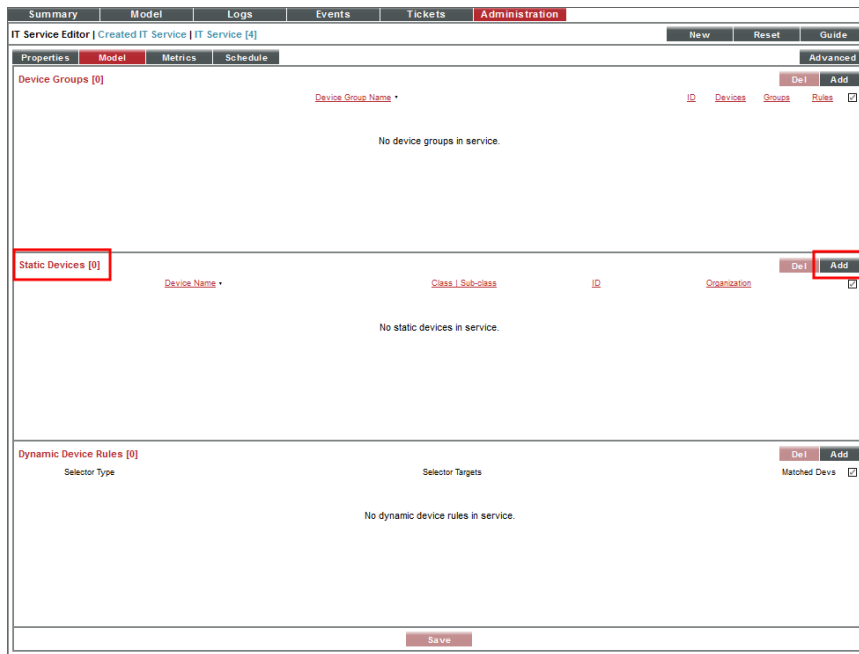 Summary Model Logs Events Tickets Administration
IT Service Editor | Created IT Service | IT Service [4] New Reset Guide
Properties Model Metrics Schedule Advanced
Device Groups [0] Del Add
Device Group Name ID Devices Groups Rules
No device groups in service.
Static Devices [0] Del Add
Device Name Class | Sub-class ID Organization
No static devices in service.
Dynamic Device Rules [0] Del Add
Selector Type Selector Targets Matched Devs
No dynamic device rules in service.
Save